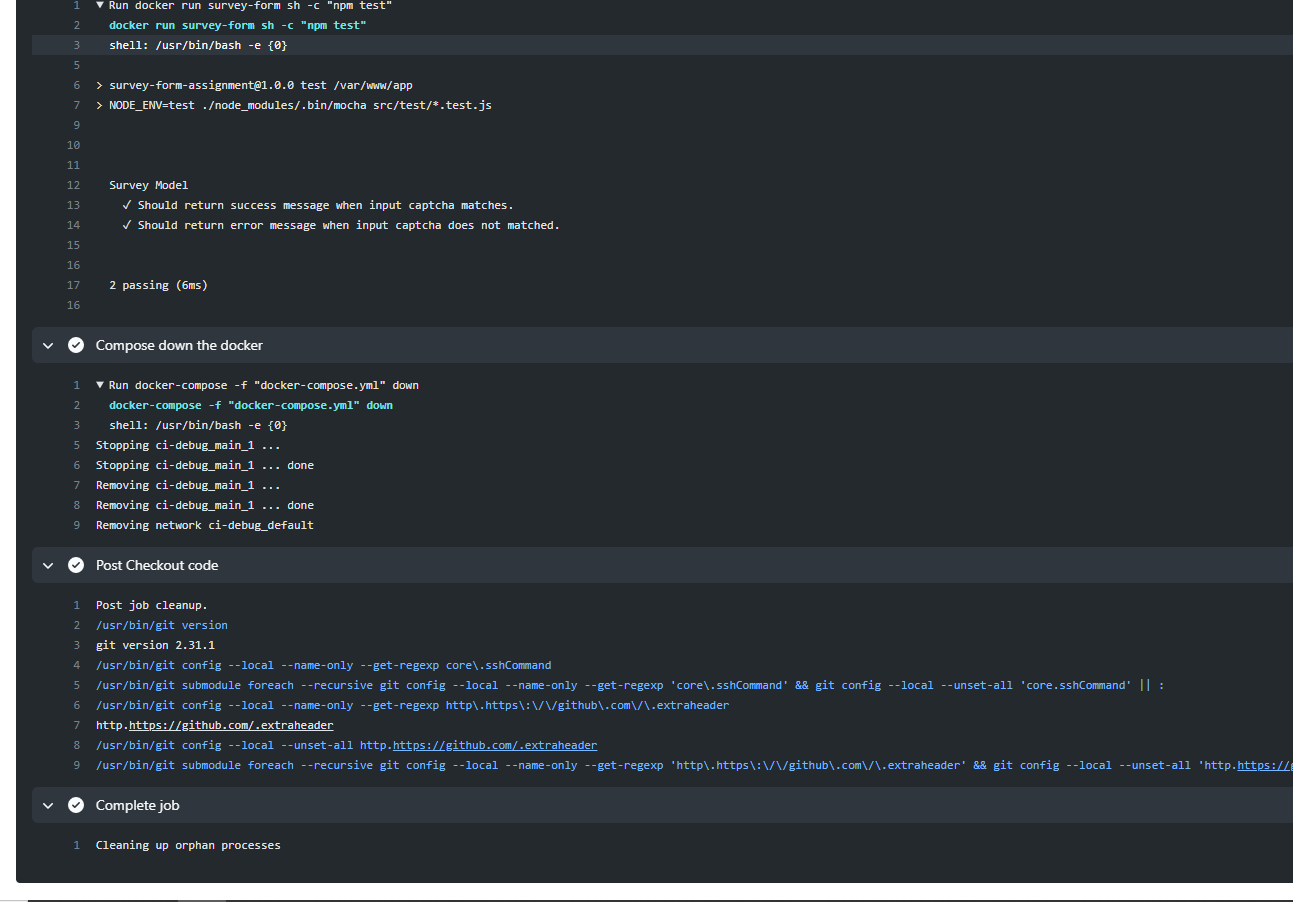 1 ▼ Run docker run survey-form sh -c "npm test"
2 docker run survey-form sh -c "npm test"
3 shell: /usr/bin/bash -e {0}
5
6 > survey-form-assignment@1.0.0 test /var/www/app
7 > NODE_ENV=test ./node_modules/.bin/mocha src/test/*.test.js
9
10
11
12 Survey Model
13 ✓ Should return success message when input captcha matches.
14 ✓ Should return error message when input captcha does not matched.
15
16
17 2 passing (6ms)
16
Compose down the docker
1 ▼ Run docker-compose -f "docker-compose.yml" down
2 docker-compose -f "docker-compose.yml" down
3 shell: /usr/bin/bash -e {0}
5 Stopping ci-debug_main_1 ...
6 Stopping ci-debug_main_1 ... done
7 Removing ci-debug_main_1 ...
8 Removing ci-debug_main_1 ... done
9 Removing network ci-debug_default
Post Checkout code
1 Post job cleanup.
2 /usr/bin/git version
3 git version 2.31.1
4 /usr/bin/git config --local --name-only --get-regexp core\.sshCommand
5 /usr/bin/git submodule foreach --recursive git config --local --name-only --get-regexp 'core\.sshCommand' && git config --local --unset-all 'core.sshCommand' || :
6 /usr/bin/git config --local --name-only --get-regexp http\.https\:\/\/github\.com\/\.extraheader
7 http.https://github.com/.extraheader
8 /usr/bin/git config --local --unset-all http.https://github.com/.extraheader
9 /usr/bin/git submodule foreach --recursive git config --local --name-only --get-regexp 'http\.https\:\/\/github\.com\/\.extraheader' && git config --local --unset-all 'http.https://
Complete job
1 Cleaning up orphan processes